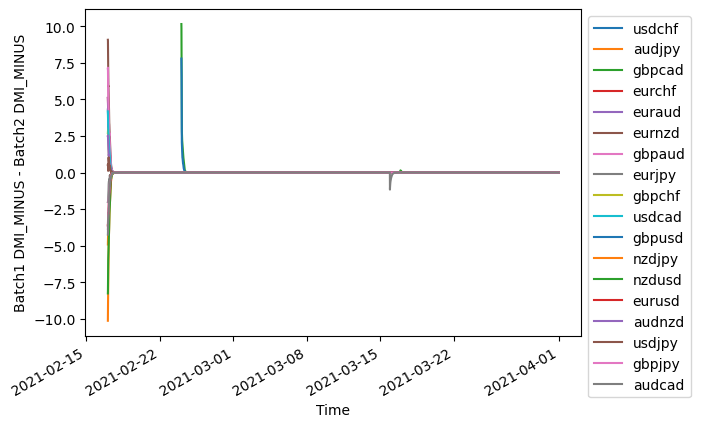 10.0
7.5
5.0
2.5
0.0
−2.5
−5.0
−7.5
−10.0
Batch1 DMI_MINUS - Batch2 DMI_MINUS
2021-02-15
2021-02-22
2021-03-01
2021-03-08
2021-03-15
2021-03-22
2021-04-01
Time
usdchf
audjpy
gbpcad
eurchf
euraud
eurnzd
gbpaud
eurjpy
gbpchf
usdcad
gbpusd
nzdjpy
nzdusd
eurusd
audnzd
usdjpy
gbpjpy
audcad